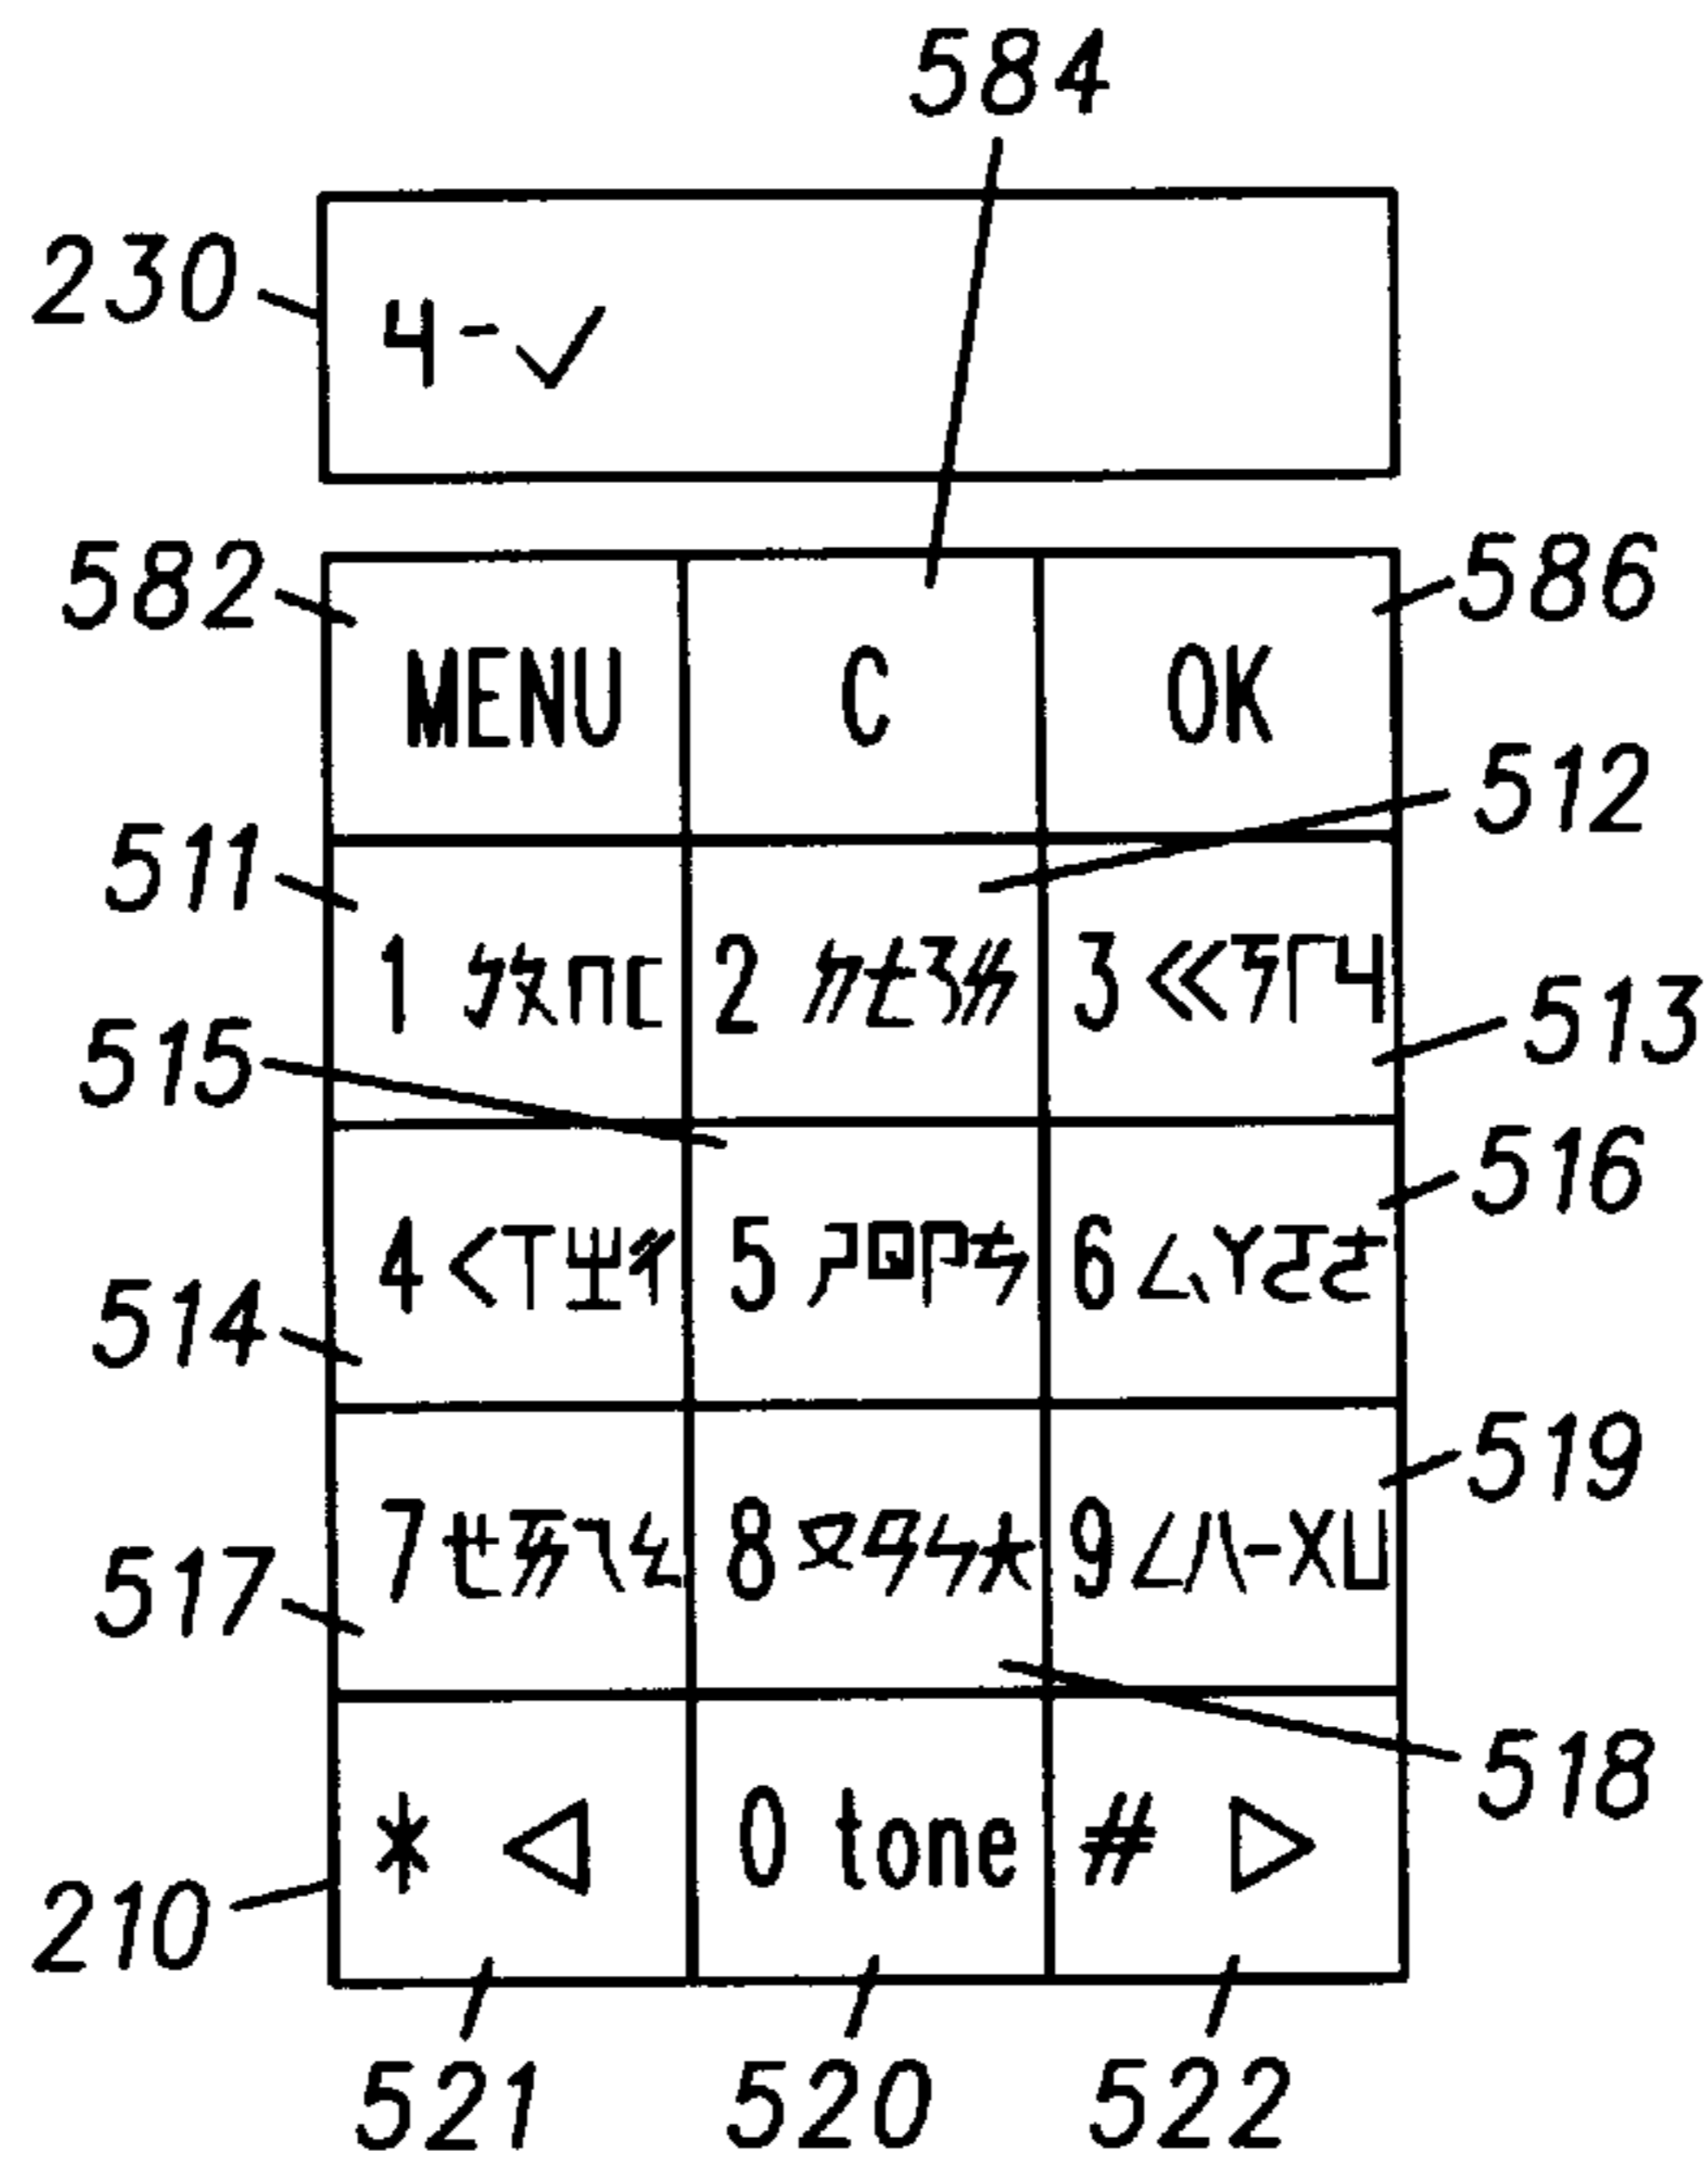 584
230
ㄐㄧˇ
582
586
MENU C OK
512
511
1 ㄅㄆㄇㄈ 2 ㄉㄊㄋㄌ 3 ㄍㄎㄏㄐ
513
515
516
4 ㄑㄒㄓㄔ 5 ㄕㄖㄗㄘ 6 ㄙㄚㄛㄜ
514
519
7 ㄝㄞㄟㄠ 8 ㄡㄢㄣㄤ 9 ㄥㄦㄧㄨㄩ
517
518
* ◁ 0 tone # ▷
210
521 520 522